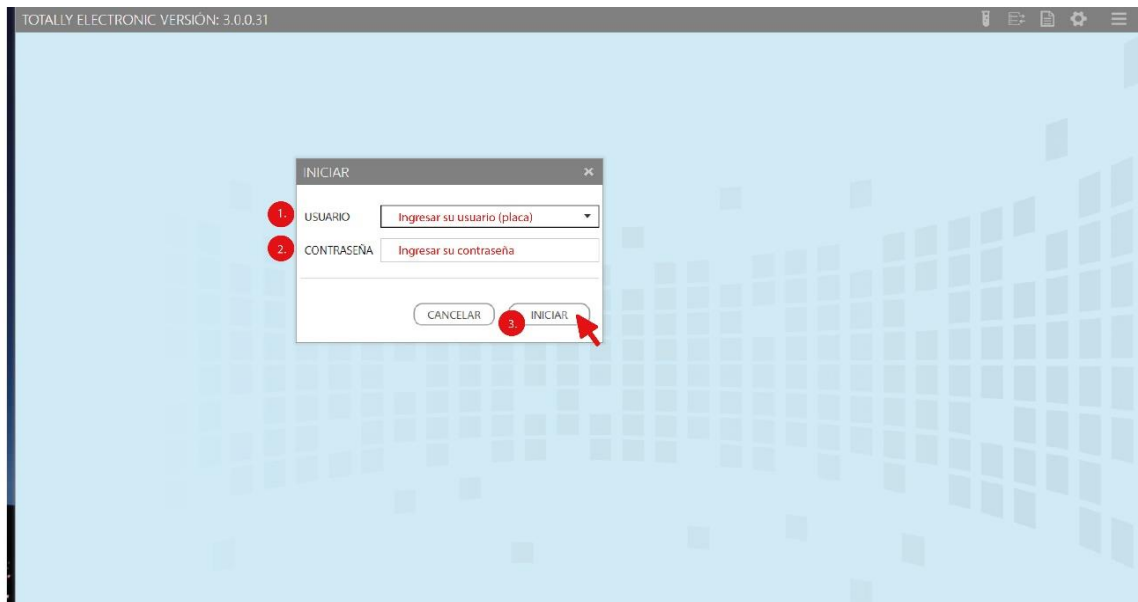 TOTALLY ELECTRONIC VERSIÓN: 3.0.0.31
INICIAR
1. USUARIO Ingresar su usuario (placa)
2. CONTRASEÑA Ingresar su contraseña
CANCELAR 3. INICIAR